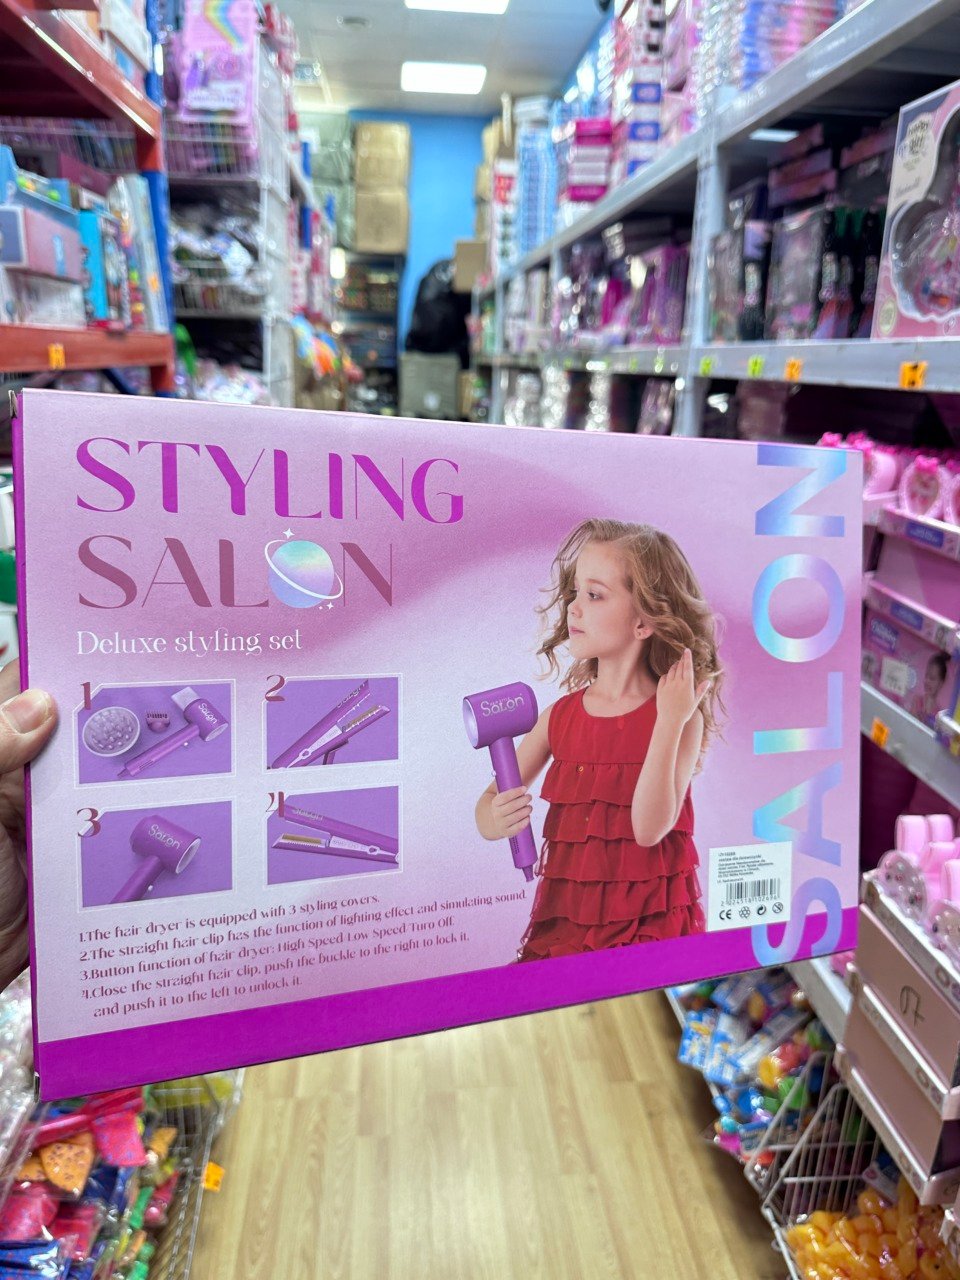 STYLING
SALON
Deluxe styling set
1
2
3
4
Salon
Salon
Salon
SALON
1.The hair dryer is equipped with 3 styling covers.
2.The straight hair clip has the function of lighting effect and simulating sound.
3.Button function of hair dryer: High Speed-Low Speed-Turo Off.
4.Close the straight hair clip, push the buckle to the right to lock it,
and push it to the left to unlock it.
CE
07